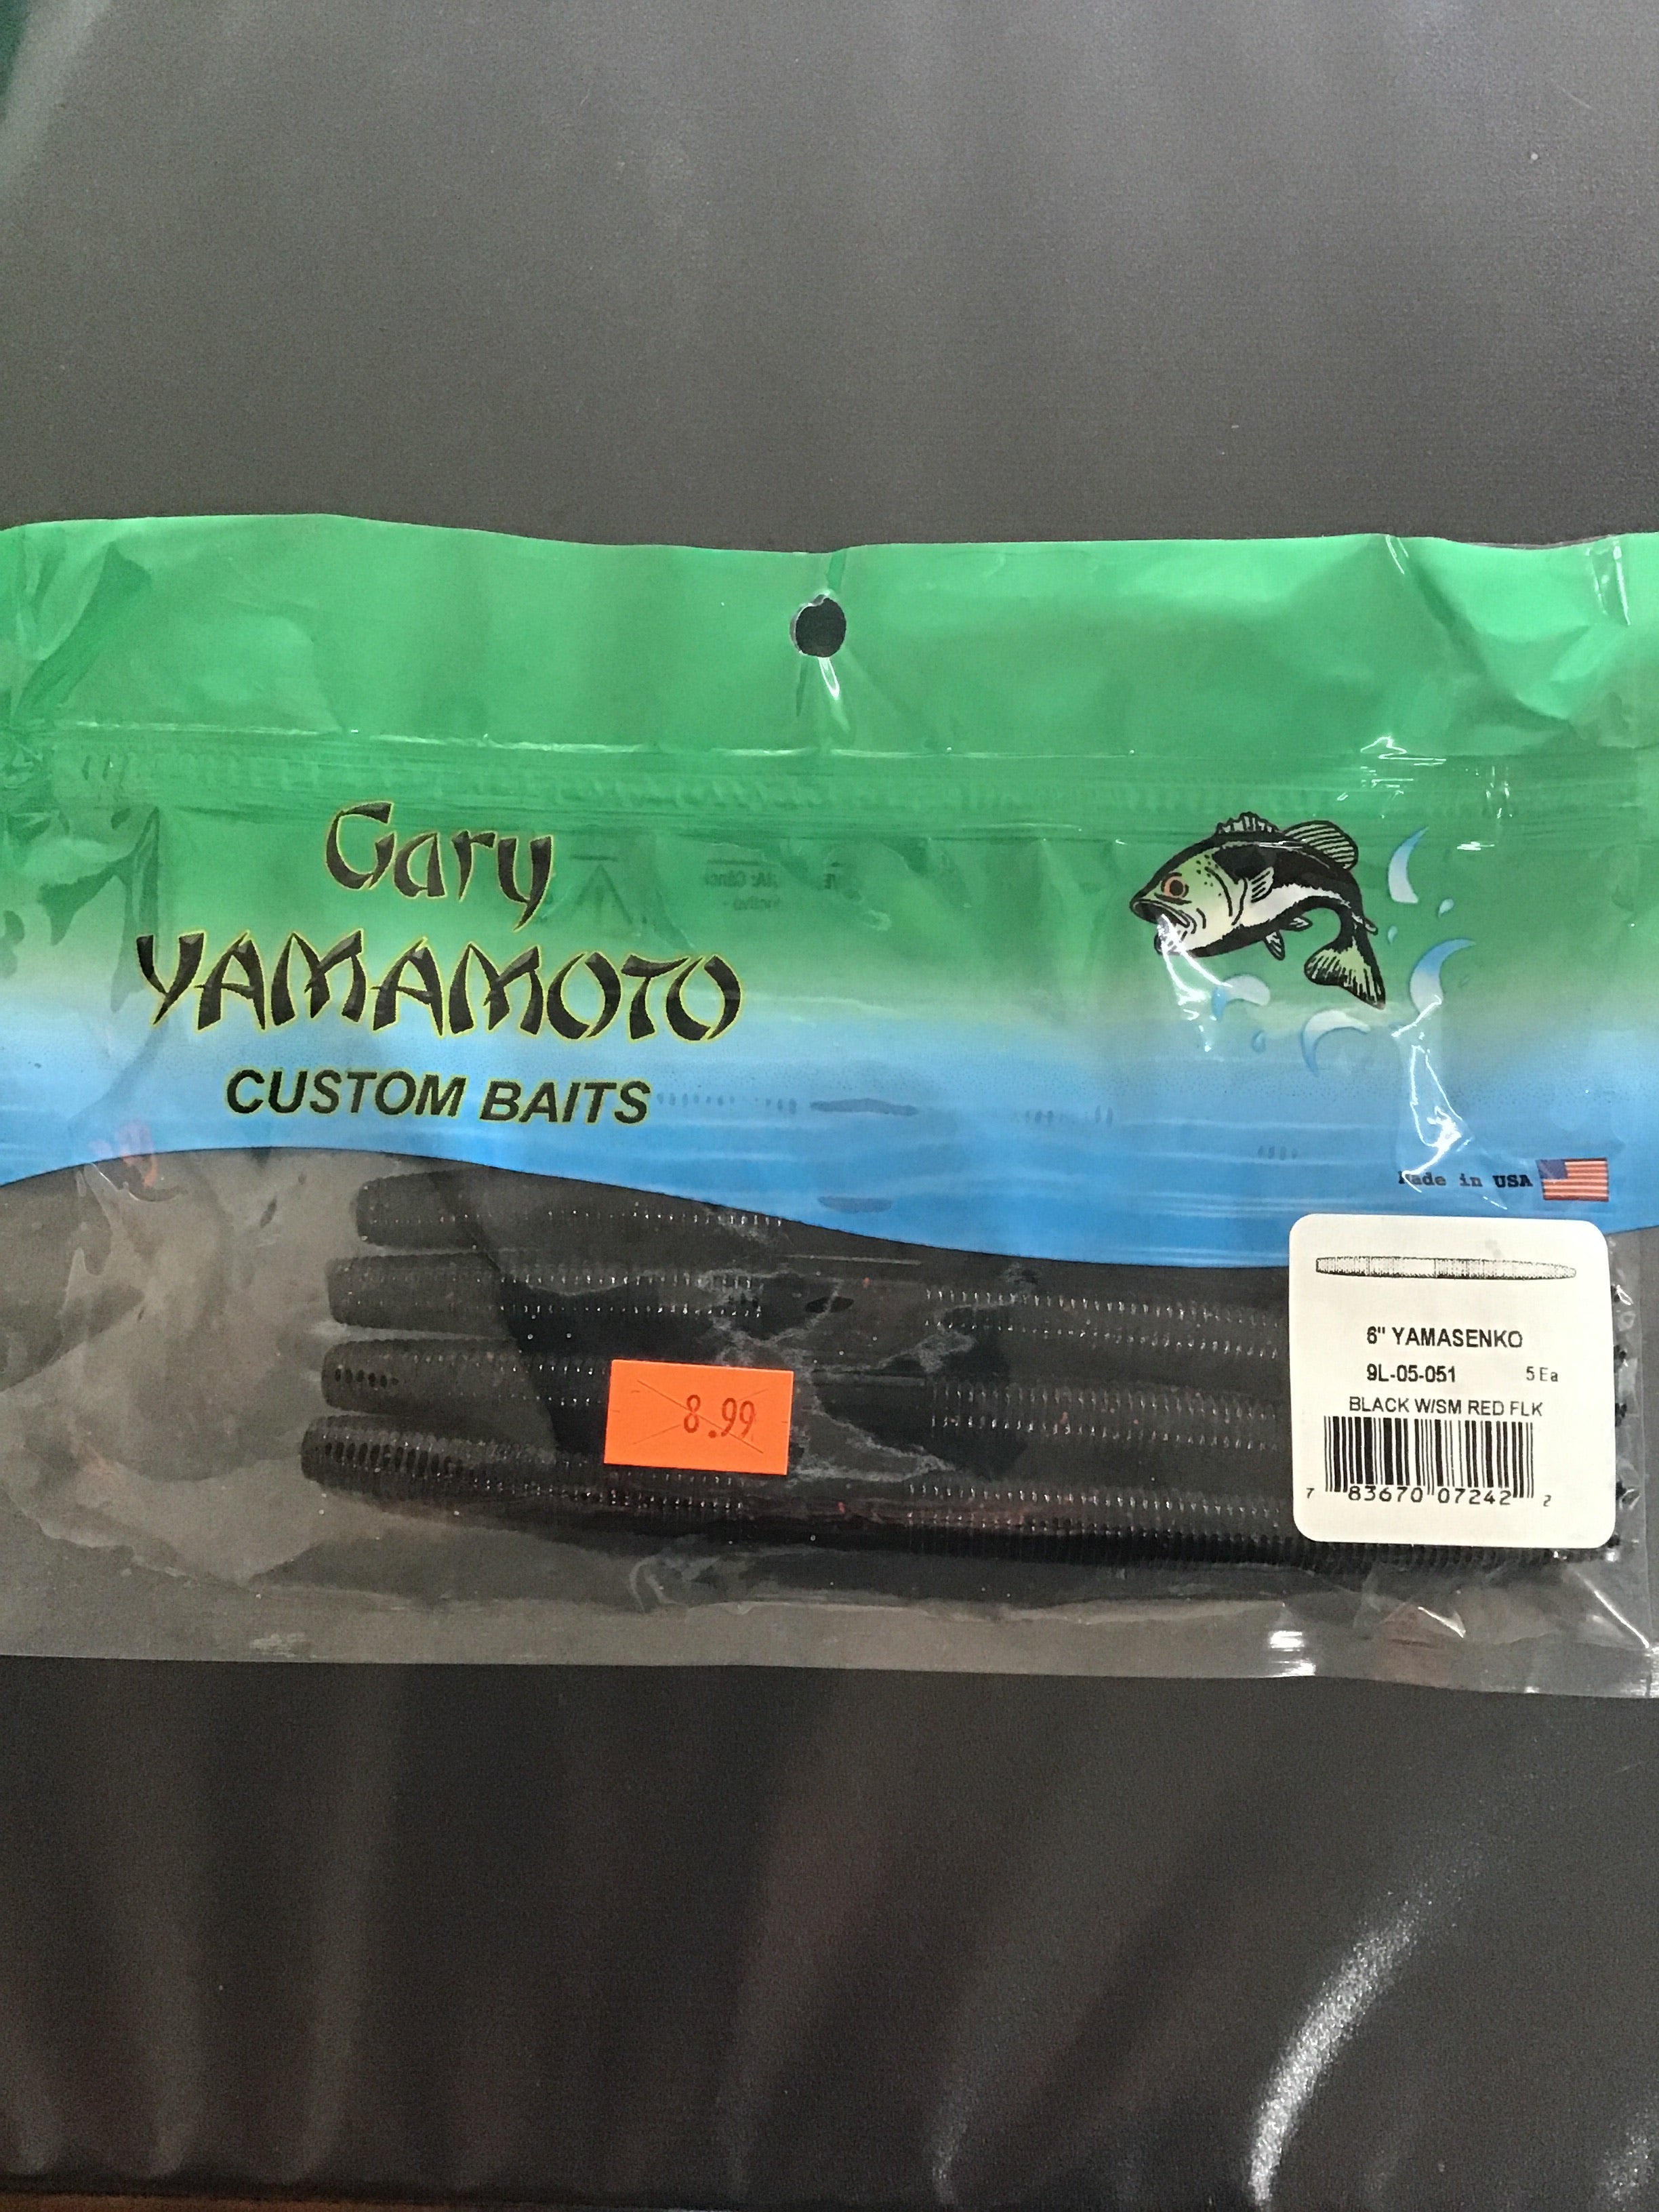 Gary
YAMAMOTO
CUSTOM BAITS
Made in USA
6" YAMASENKO
9L-05-051 5 Ea
BLACK W/SM RED FLK
7 83670 07242 2
8.99